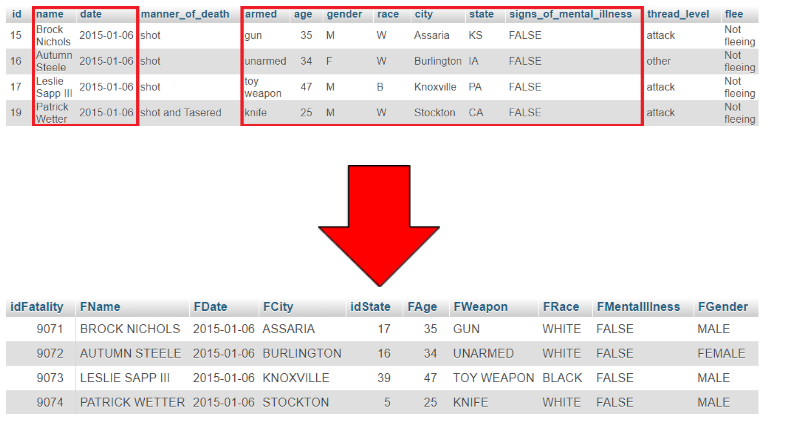 id name date manner_of_death armed age gender race city state signs_of_mental_illness thread_level flee
15 Brock Nichols 2015-01-06 shot gun 35 M W Assaria KS FALSE attack Not fleeing
16 Autumn Steele 2015-01-06 shot unarmed 34 F W Burlington IA FALSE other Not fleeing
17 Leslie Sapp III 2015-01-06 shot toy weapon 47 M B Knoxville PA FALSE attack Not fleeing
19 Patrick Wetter 2015-01-06 shot and Tasered knife 25 M W Stockton CA FALSE attack Not fleeing
idFatality FName FDate FCity idState FAge FWeapon FRace FMentalIllness FGender
9071 BROCK NICHOLS 2015-01-06 ASSARIA 17 35 GUN WHITE FALSE MALE
9072 AUTUMN STEELE 2015-01-06 BURLINGTON 16 34 UNARMED WHITE FALSE FEMALE
9073 LESLIE SAPP III 2015-01-06 KNOXVILLE 39 47 TOY WEAPON BLACK FALSE MALE
9074 PATRICK WETTER 2015-01-06 STOCKTON 5 25 KNIFE WHITE FALSE MALE